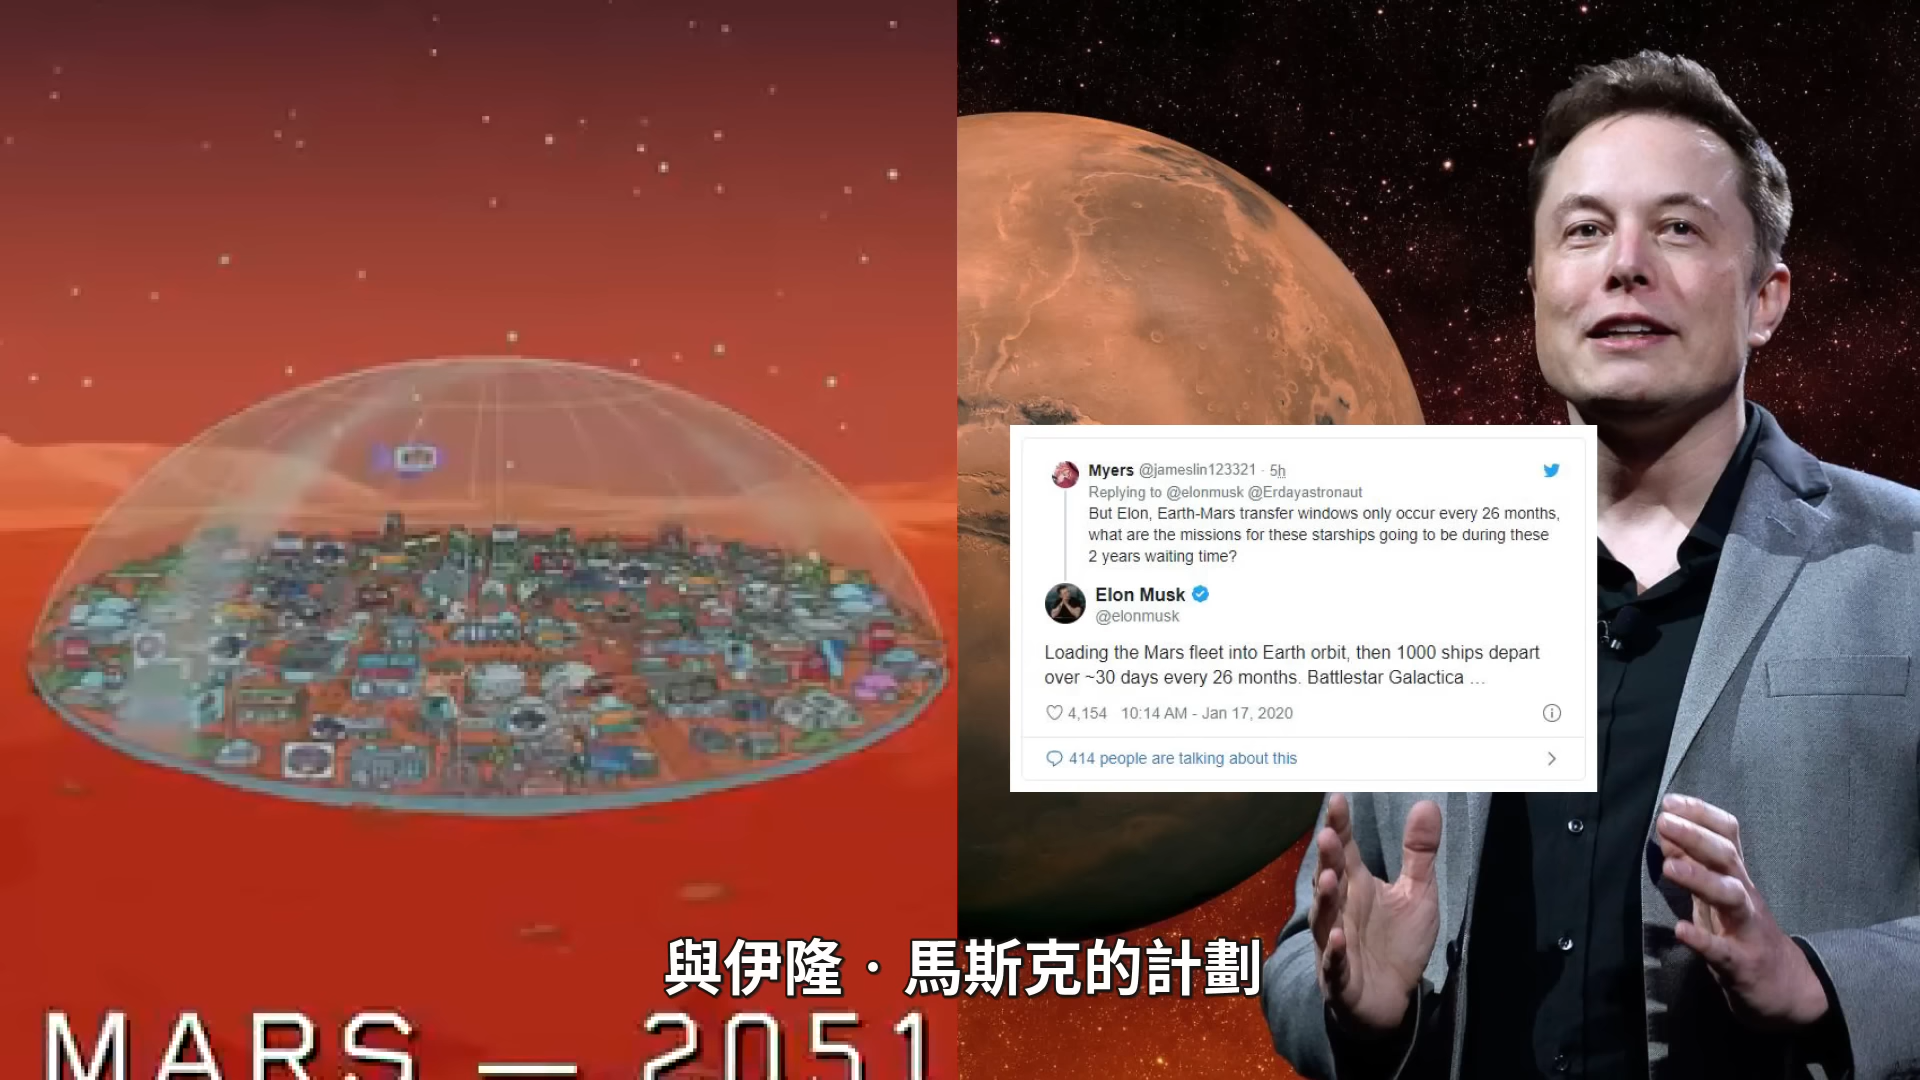 Myers @jameslin123321 · 5h
Replying to @elonmusk @Erdayastronaut
But Elon, Earth-Mars transfer windows only occur every 26 months,
what are the missions for these starships going to be during these
2 years waiting time?
Elon Musk
@elonmusk
Loading the Mars fleet into Earth orbit, then 1000 ships depart
over ~30 days every 26 months. Battlestar Galactica …
4,154 10:14 AM - Jan 17, 2020
414 people are talking about this
與伊隆‧馬斯克的計劃
MARS — 2051